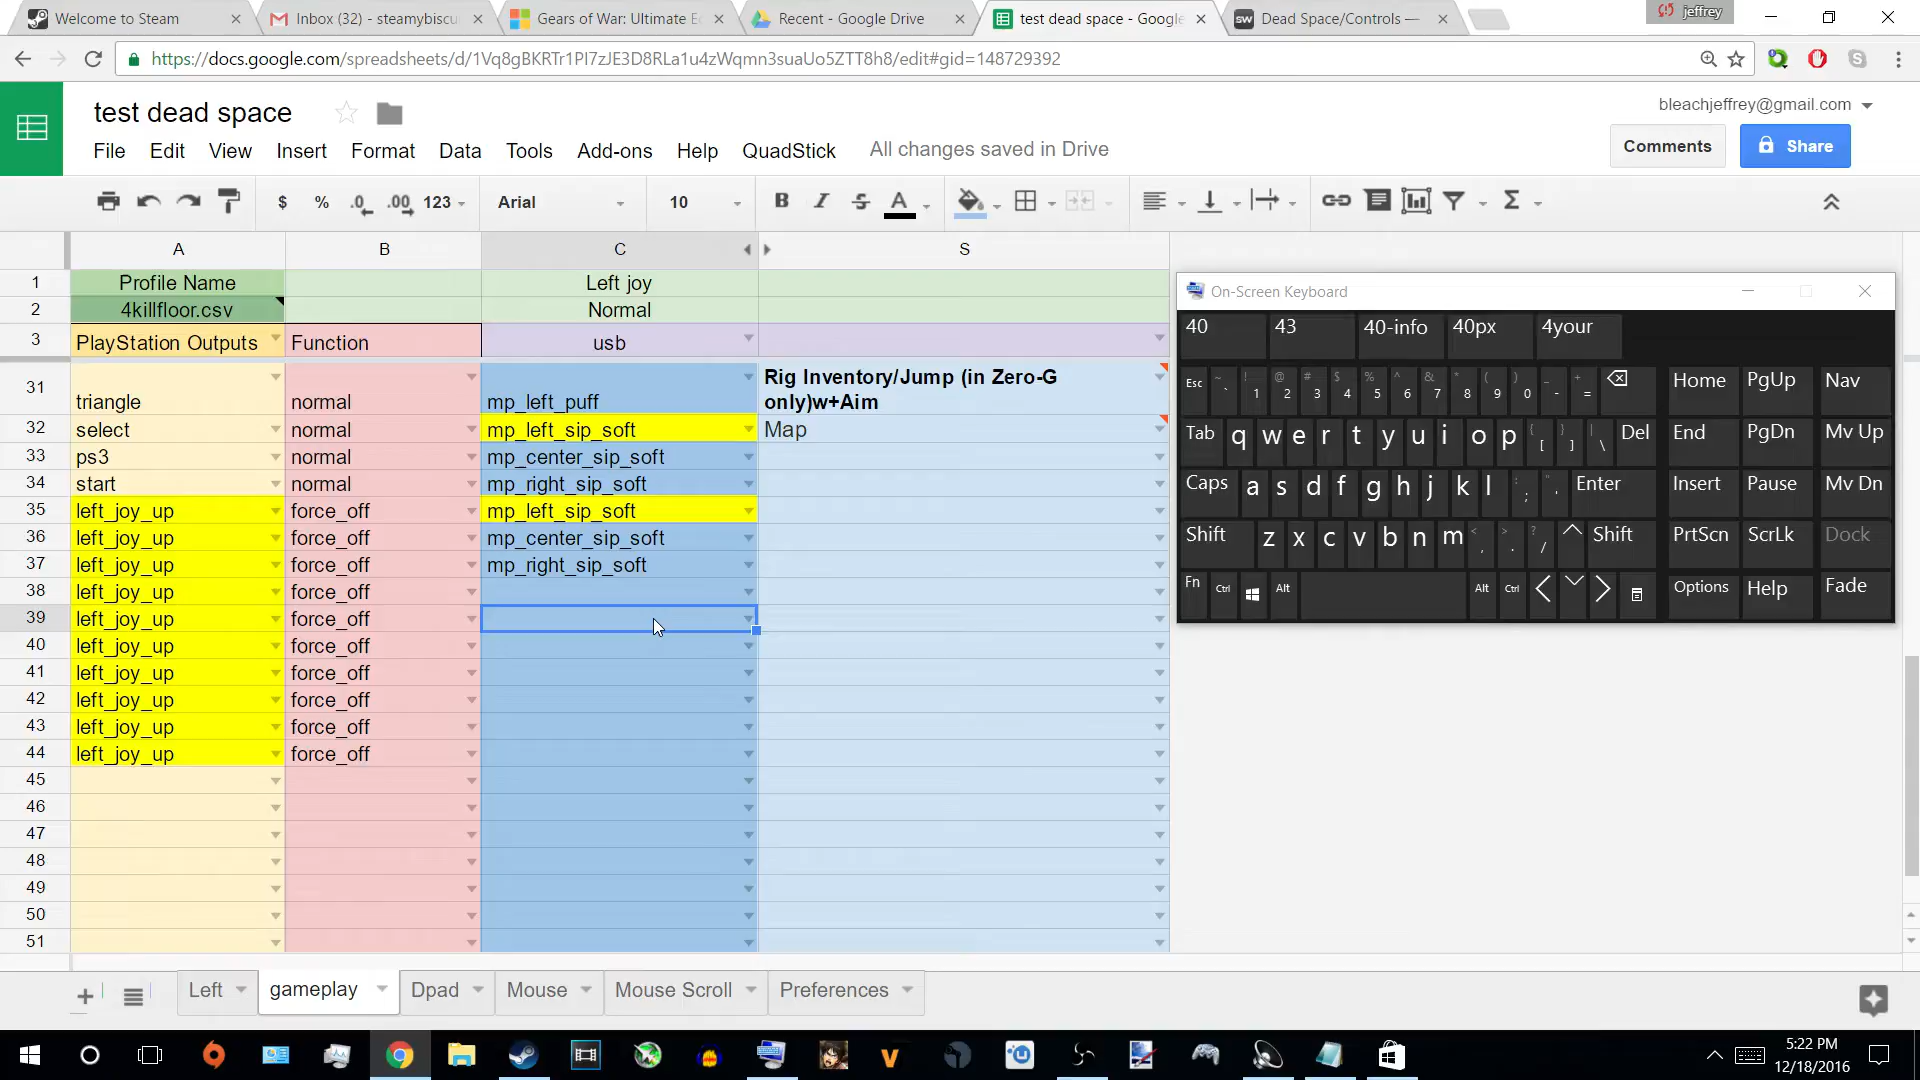 Welcome to Steam
Inbox (32) - steamybiscu
Gears of War: Ultimate E
Recent - Google Drive
test dead space - Google
Dead Space/Controls —
jeffrey
https://docs.google.com/spreadsheets/d/1Vq8gBKRTr1Pl7zJE3D8RLa1u4zWqmn3suaUo5ZTT8h8/edit#gid=148729392
test dead space
bleachjeffrey@gmail.com
File Edit View Insert Format Data Tools Add-ons Help QuadStick All changes saved in Drive
Comments Share
$ % .0 .00 123 Arial 10 B I S A Σ
A B C S
1 Profile Name Left joy
2 4killfloor.csv Normal
3 PlayStation Outputs Function usb
31 triangle normal mp_left_puff Rig Inventory/Jump (in Zero-G
only)w+Aim
32 select normal mp_left_sip_soft Map
33 ps3 normal mp_center_sip_soft
34 start normal mp_right_sip_soft
35 left_joy_up force_off mp_left_sip_soft
36 left_joy_up force_off mp_center_sip_soft
37 left_joy_up force_off mp_right_sip_soft
38 left_joy_up force_off
39 left_joy_up force_off
40 left_joy_up force_off
41 left_joy_up force_off
42 left_joy_up force_off
43 left_joy_up force_off
44 left_joy_up force_off
45
46
47
48
49
50
51
On-Screen Keyboard
40 43 40-info 40px 4your
Esc ~ ` ! 1 @ 2 # 3 $ 4 % 5 ^ 6 & 7 * 8 ( 9 ) 0 _ - + = Home PgUp Nav
Tab q w e r t y u i o p { [ } ] | \ Del End PgDn Mv Up
Caps a s d f g h j k l : ; " ' Enter Insert Pause Mv Dn
Shift z x c v b n m < , > . ? / Shift PrtScn ScrLk Dock
Fn Ctrl Alt Alt Ctrl Options Help Fade
Left gameplay Dpad Mouse Mouse Scroll Preferences
5:22 PM
12/18/2016